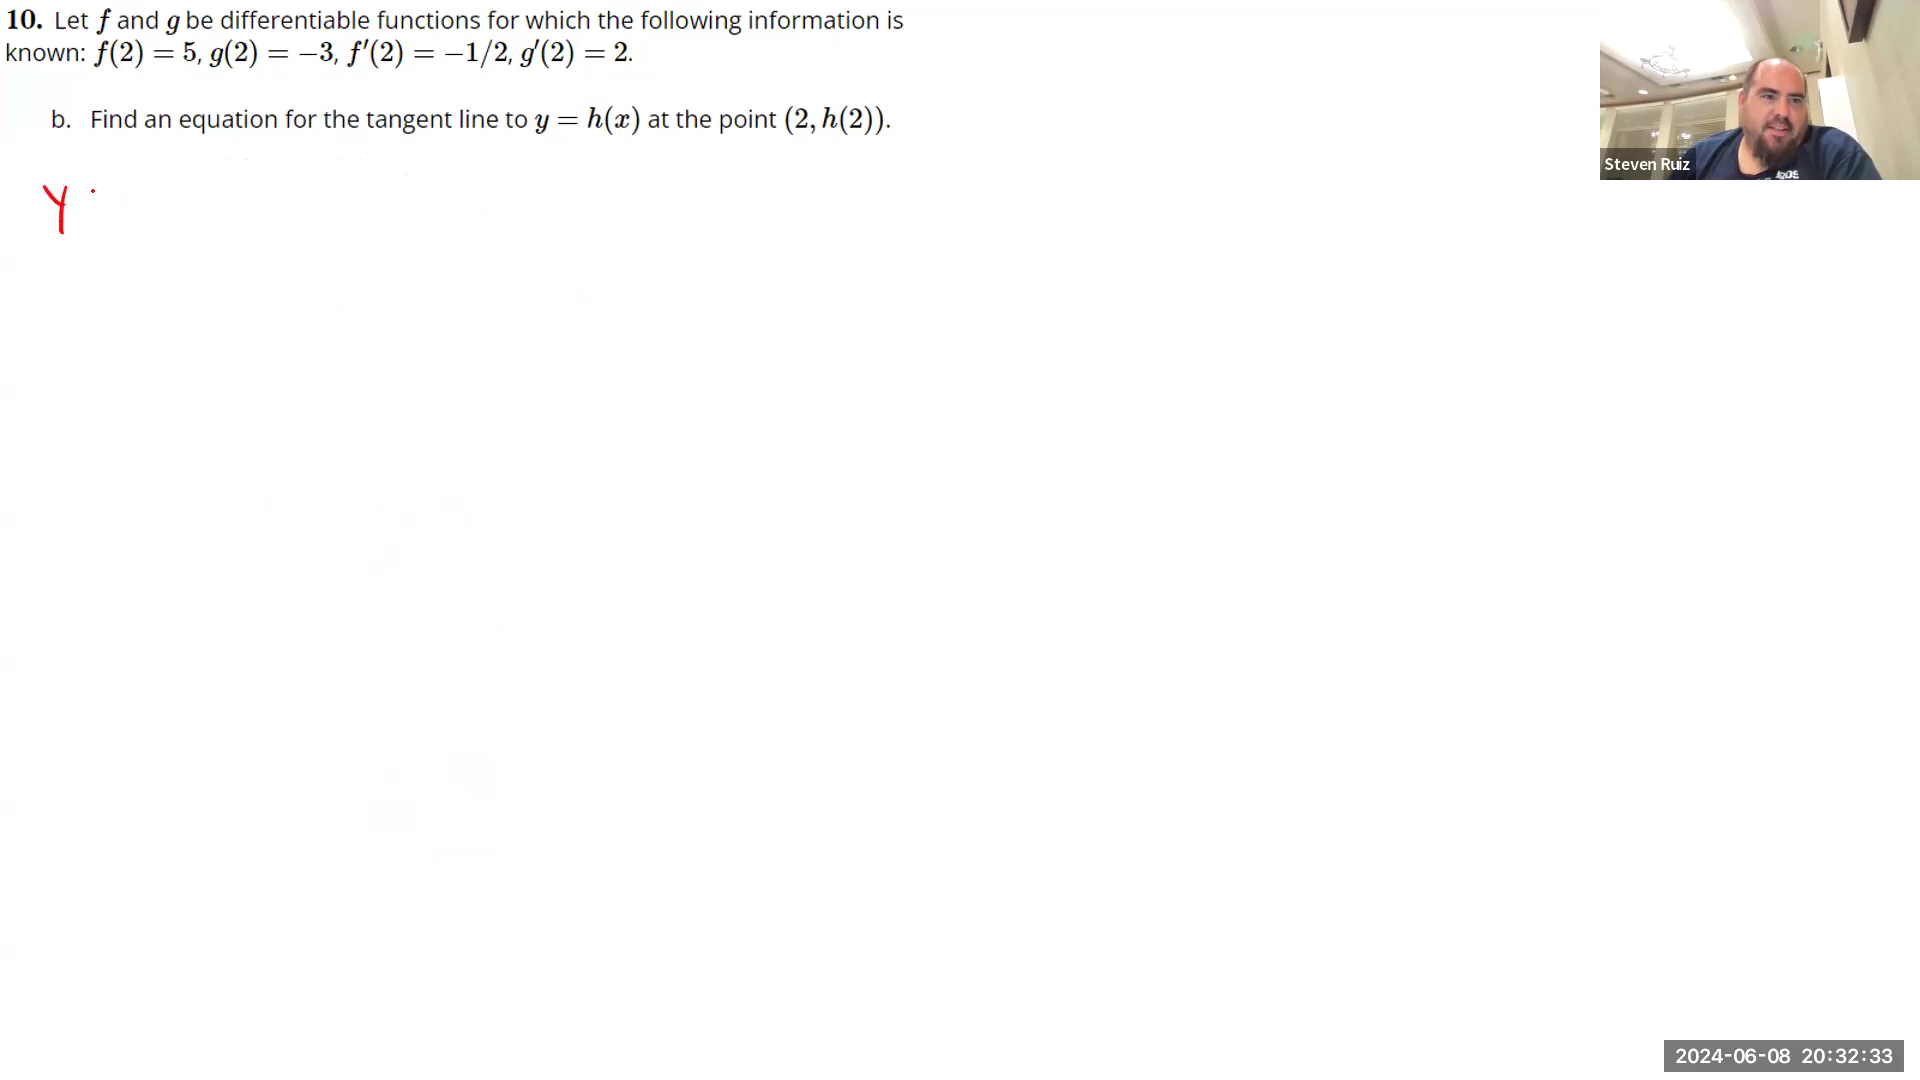 10. Let f and g be differentiable functions for which the following information is
known: f(2) = 5, g(2) = −3, f′(2) = −1/2, g′(2) = 2.
b. Find an equation for the tangent line to y = h(x) at the point (2, h(2)).
Y
Steven Ruiz
2024-06-08 20:32:33